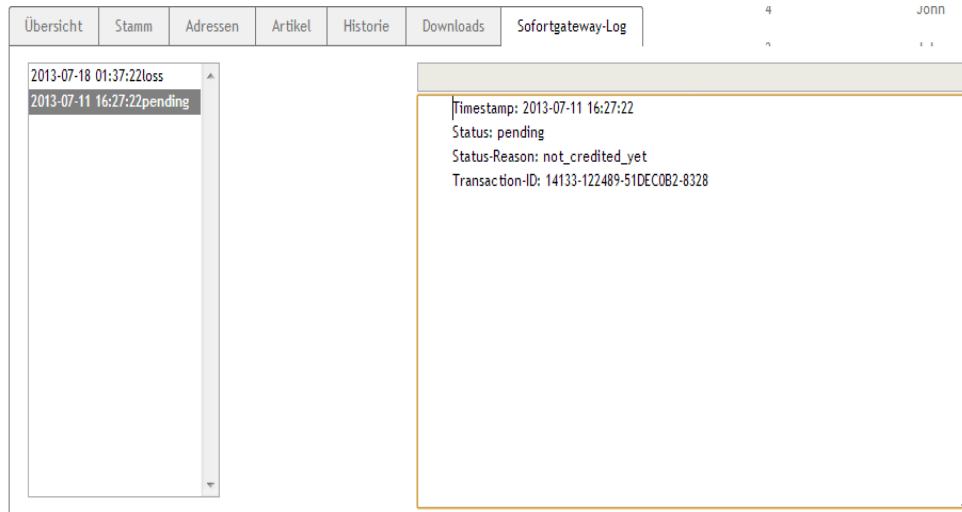 Übersicht Stamm Adressen Artikel Historie Downloads Sofortgateway-Log
4 John
2013-07-18 01:37:22loss
2013-07-11 16:27:22pending
Timestamp: 2013-07-11 16:27:22
Status: pending
Status-Reason: not_credited_yet
Transaction-ID: 14133-122489-51DEC0B2-8328